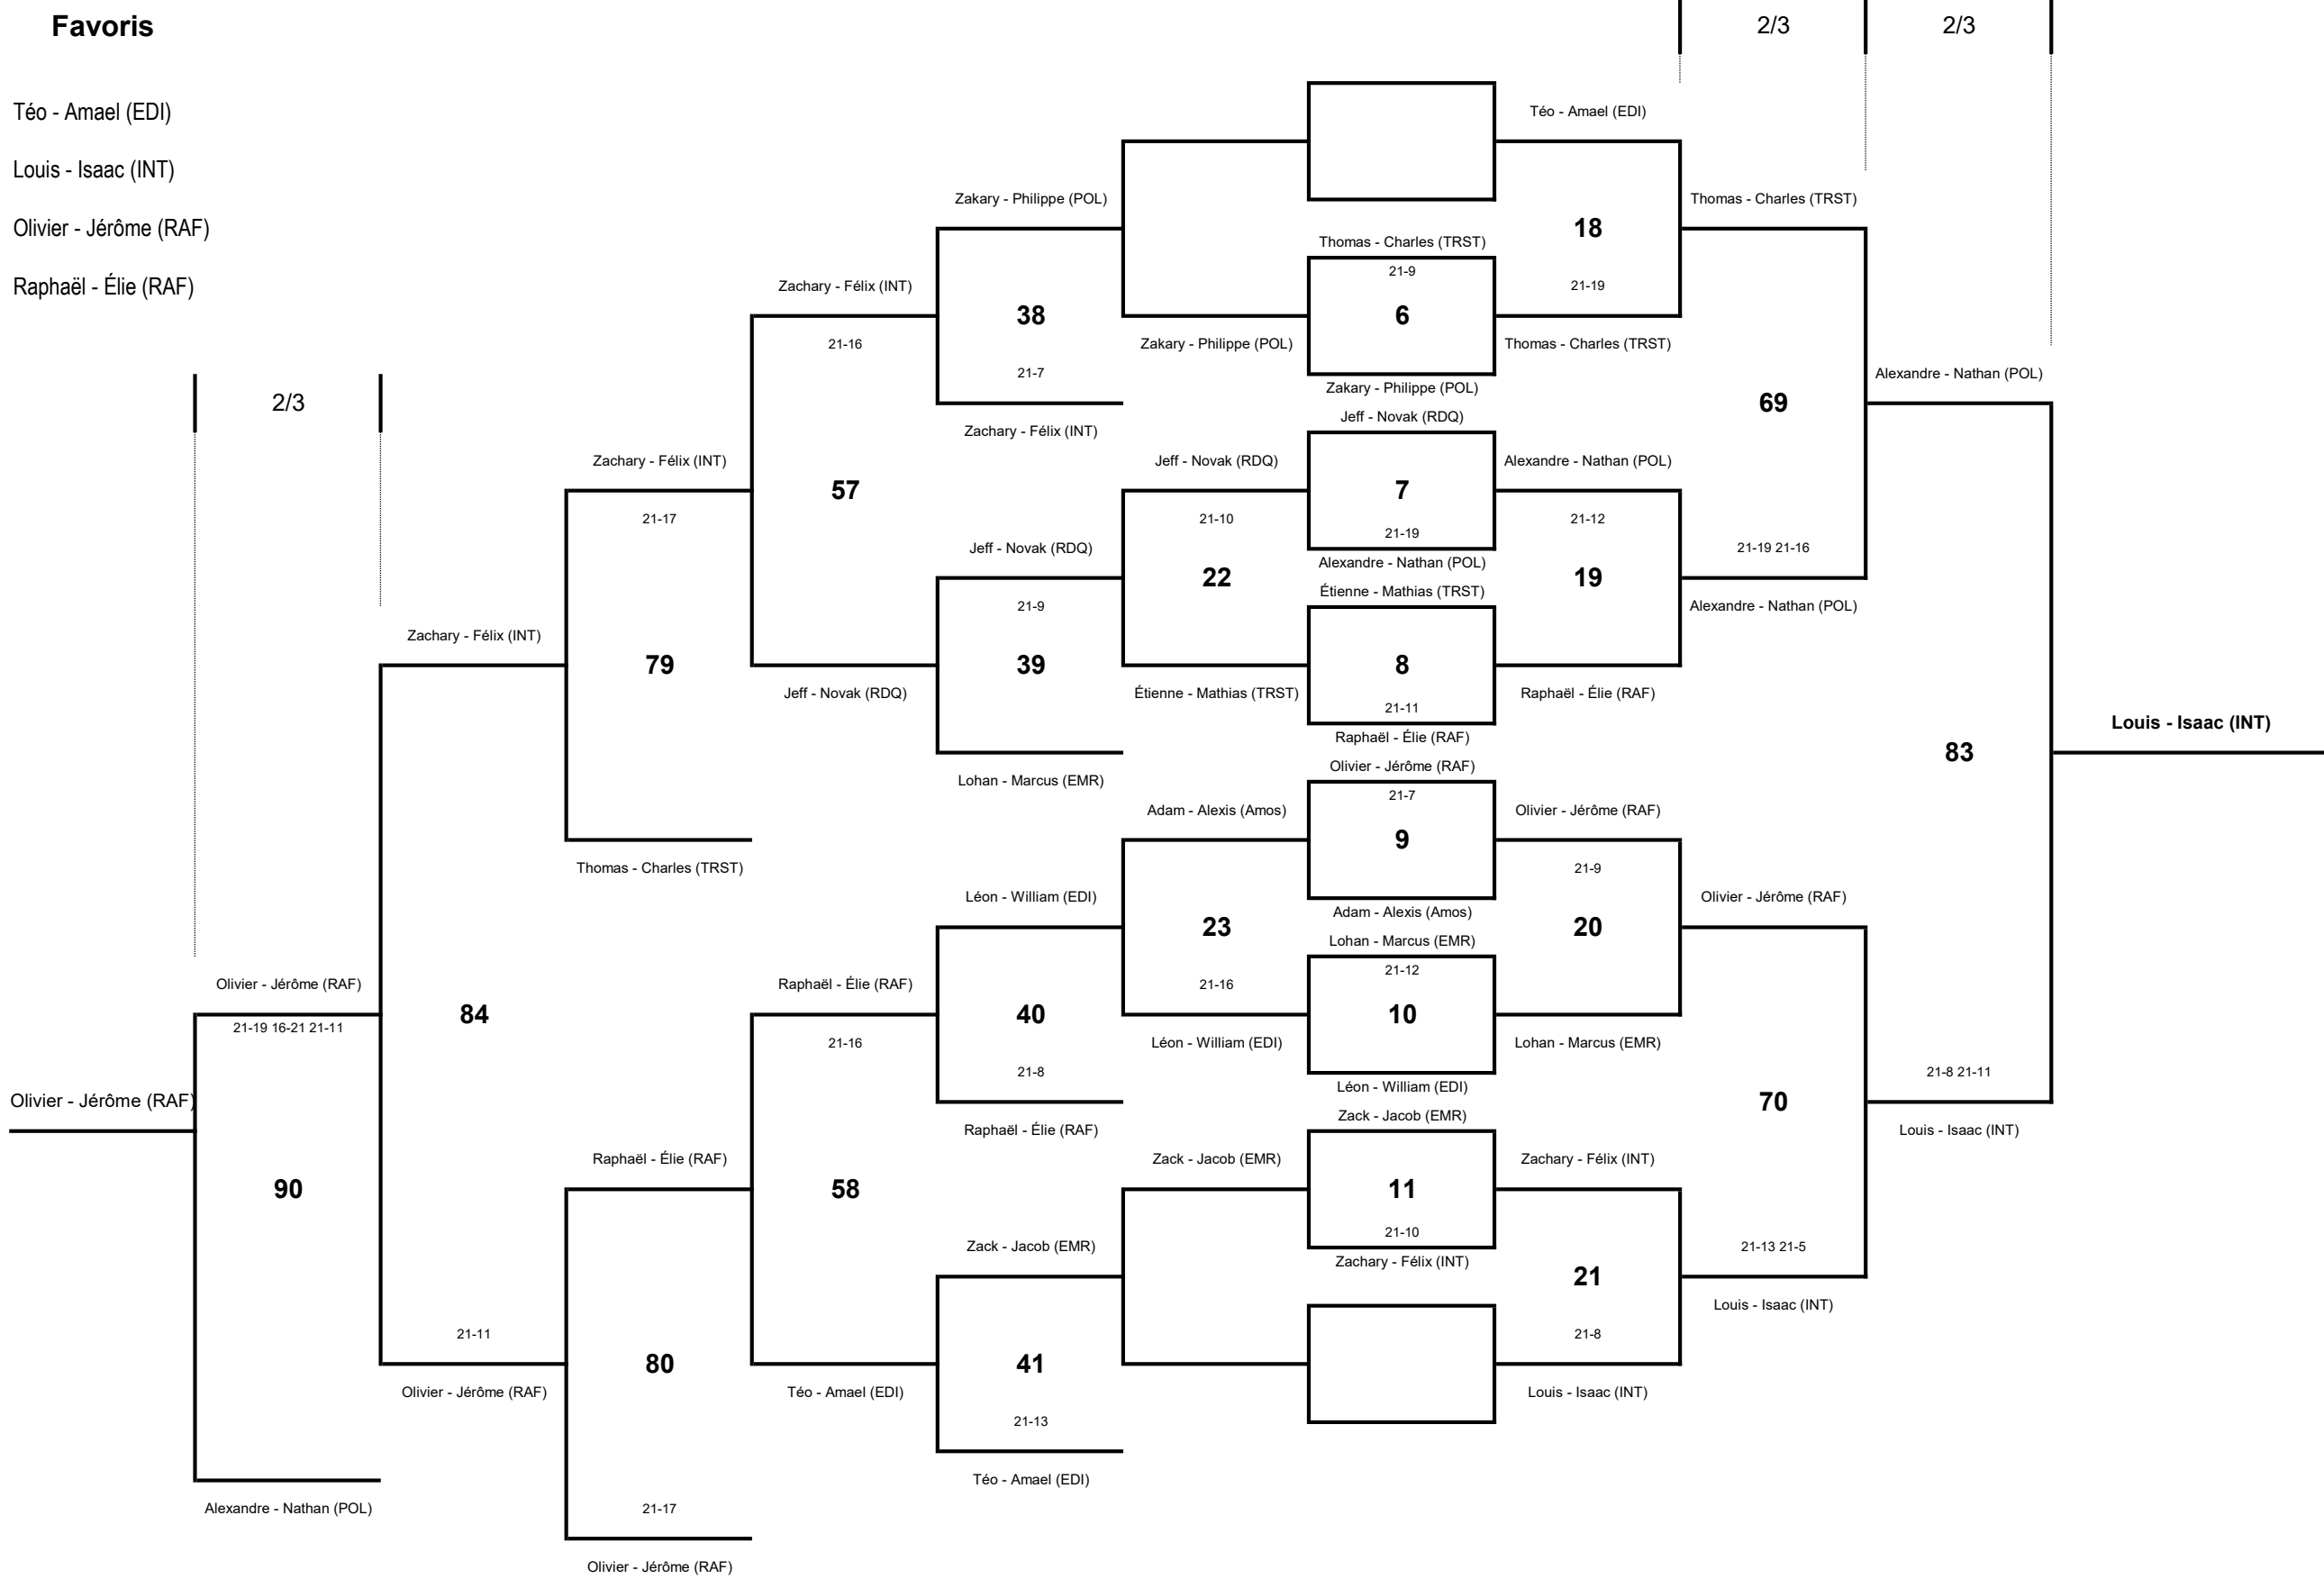 Favoris
2/3
2/3
Téo - Amael (EDI)
Téo - Amael (EDI)
Louis - Isaac (INT)
Zakary - Philippe (POL)
Thomas - Charles (TRST)
Olivier - Jérôme (RAF)
18
Thomas - Charles (TRST)
21-9
Raphaël - Élie (RAF)
Zachary - Félix (INT)
21-19
38
6
21-16
Zakary - Philippe (POL)
Thomas - Charles (TRST)
21-7
Alexandre - Nathan (POL)
Zakary - Philippe (POL)
2/3
69
Jeff - Novak (RDQ)
Zachary - Félix (INT)
Zachary - Félix (INT)
Jeff - Novak (RDQ)
Alexandre - Nathan (POL)
57
7
21-17
21-10
21-12
21-19
Jeff - Novak (RDQ)
21-19 21-16
Alexandre - Nathan (POL)
22
19
Étienne - Mathias (TRST)
21-9
Alexandre - Nathan (POL)
Zachary - Félix (INT)
79
39
8
Jeff - Novak (RDQ)
Étienne - Mathias (TRST)
Raphaël - Élie (RAF)
21-11
Louis - Isaac (INT)
Raphaël - Élie (RAF)
83
Olivier - Jérôme (RAF)
Lohan - Marcus (EMR)
21-7
Adam - Alexis (Amos)
Olivier - Jérôme (RAF)
9
Thomas - Charles (TRST)
21-9
Léon - William (EDI)
Olivier - Jérôme (RAF)
Adam - Alexis (Amos)
23
20
Lohan - Marcus (EMR)
21-12
Olivier - Jérôme (RAF)
Raphaël - Élie (RAF)
21-16
84
40
10
21-19 16-21 21-11
21-16
Léon - William (EDI)
Lohan - Marcus (EMR)
21-8
21-8 21-11
Léon - William (EDI)
Olivier - Jérôme (RAF)
70
Zack - Jacob (EMR)
Raphaël - Élie (RAF)
Louis - Isaac (INT)
Raphaël - Élie (RAF)
Zack - Jacob (EMR)
Zachary - Félix (INT)
90
58
11
21-10
Zack - Jacob (EMR)
21-13 21-5
Zachary - Félix (INT)
21
Louis - Isaac (INT)
21-11
21-8
80
41
Olivier - Jérôme (RAF)
Téo - Amael (EDI)
Louis - Isaac (INT)
21-13
Téo - Amael (EDI)
Alexandre - Nathan (POL)
21-17
Olivier - Jérôme (RAF)